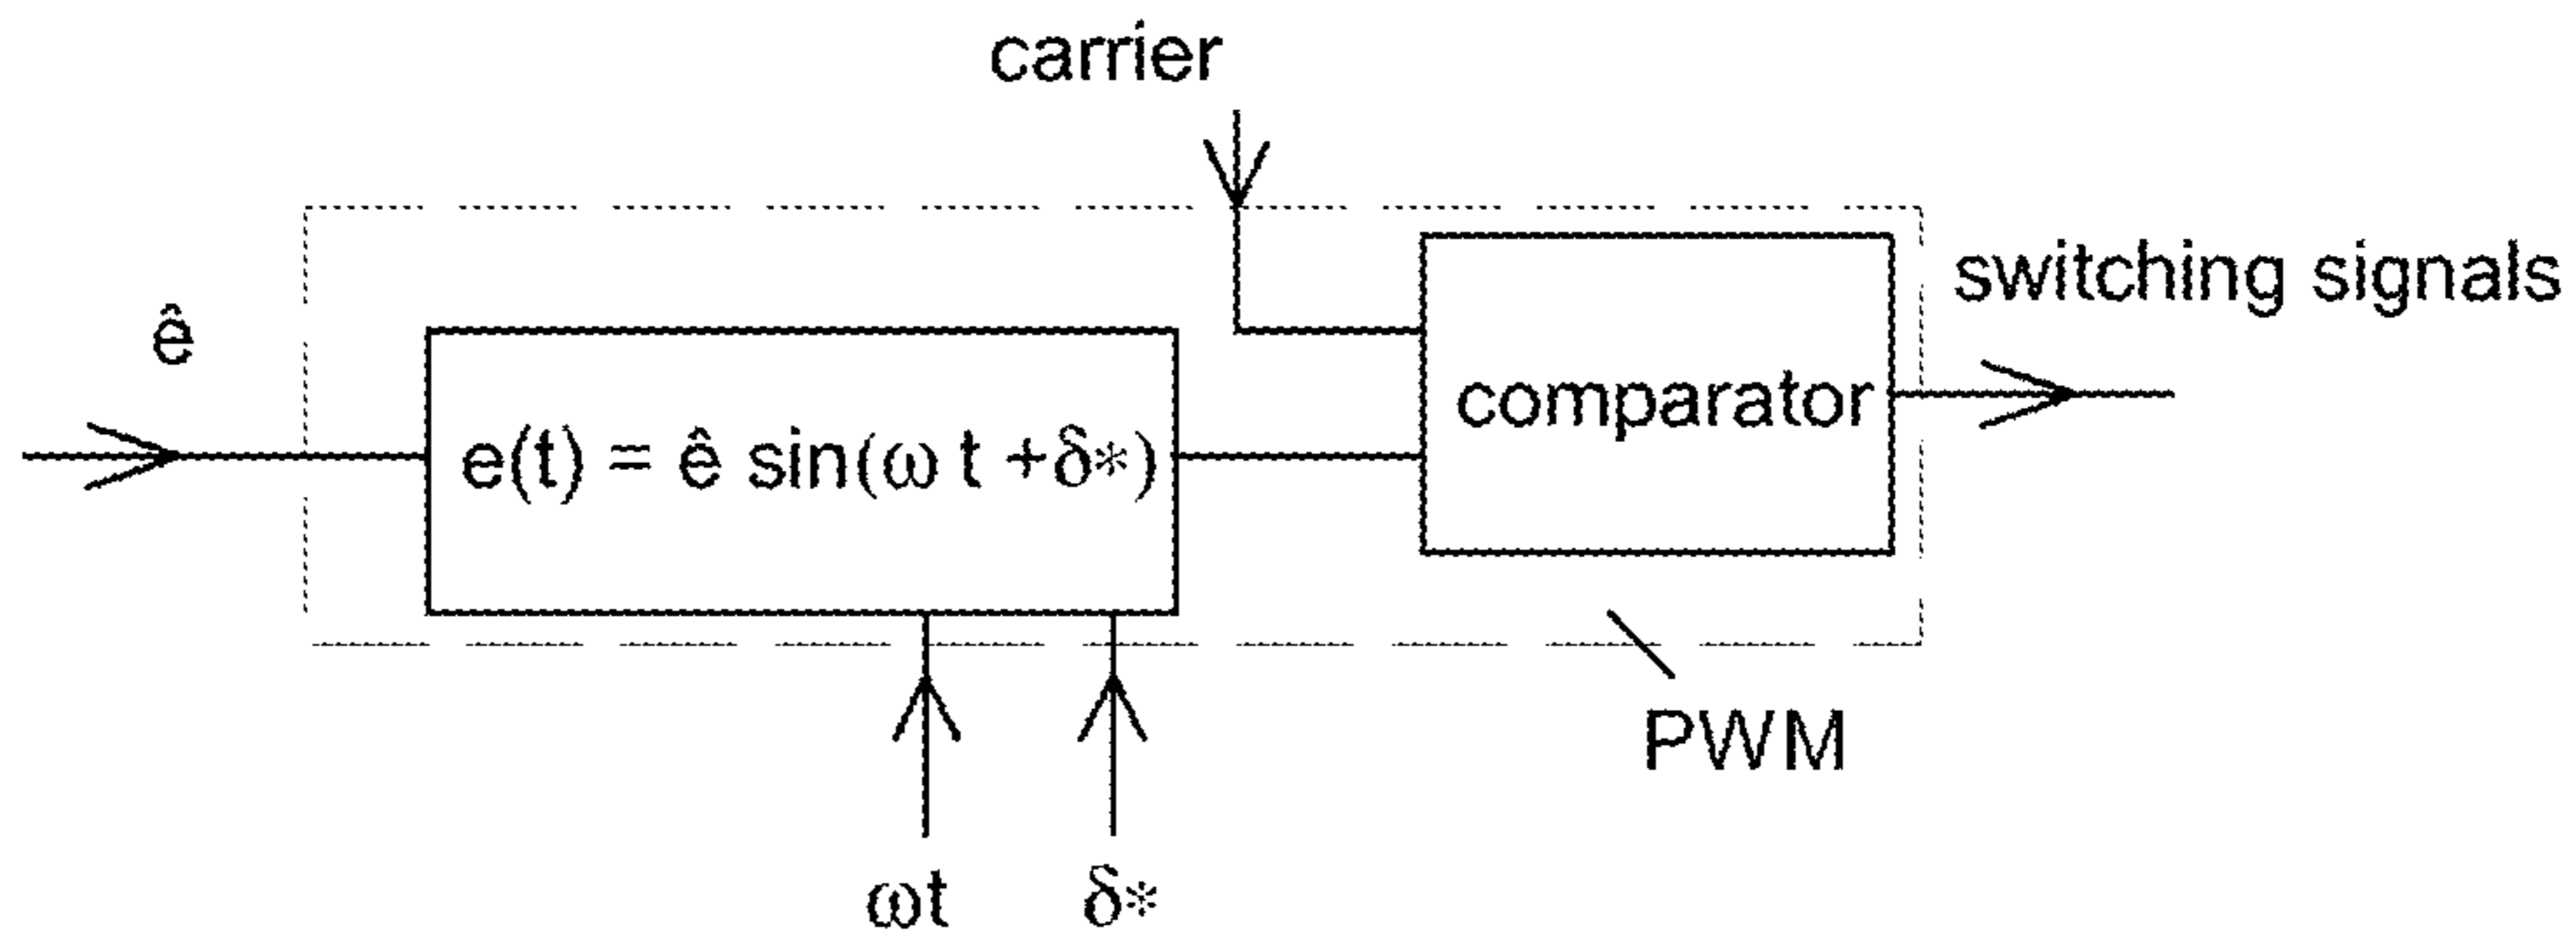 carrier
switching signals
ê
comparator
e(t) = ê sin(ω t +δ*)
PWM
ωt
δ*